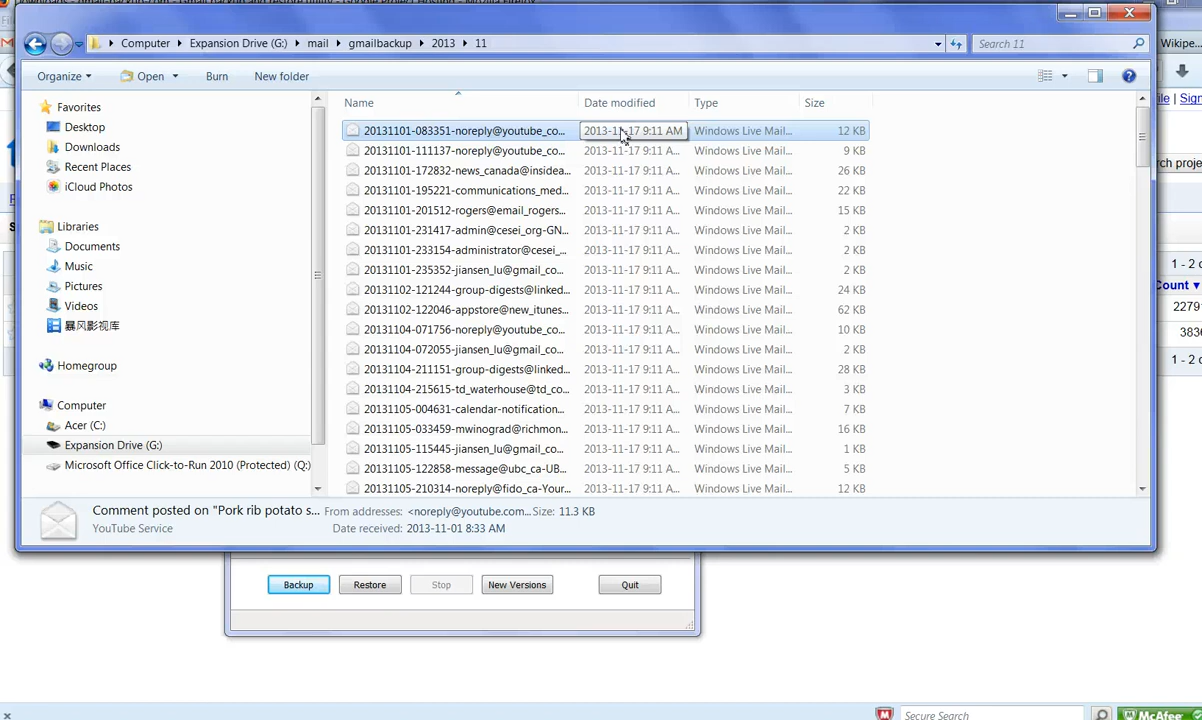 Computer ▸ Expansion Drive (G:) ▸ mail ▸ gmailbackup ▸ 2013 ▸ 11
Search 11
Wikipe...
Organize Open Burn New folder
Name Date modified Type Size
Favorites
Desktop
Downloads
Recent Places
iCloud Photos
Libraries
Documents
Music
Pictures
Videos
暴风影视库
Homegroup
Computer
Acer (C:)
Expansion Drive (G:)
Microsoft Office Click-to-Run 2010 (Protected) (Q:)
20131101-083351-noreply@youtube_co... 2013-11-17 9:11 AM Windows Live Mail... 12 KB
20131101-111137-noreply@youtube_co... 2013-11-17 9:11 A... Windows Live Mail... 9 KB
20131101-172832-news_canada@insidea... 2013-11-17 9:11 A... Windows Live Mail... 26 KB
20131101-195221-communications_med... 2013-11-17 9:11 A... Windows Live Mail... 22 KB
20131101-201512-rogers@email_rogers... 2013-11-17 9:11 A... Windows Live Mail... 15 KB
20131101-231417-admin@cesei_org-GN... 2013-11-17 9:11 A... Windows Live Mail... 2 KB
20131101-233154-administrator@cesei_... 2013-11-17 9:11 A... Windows Live Mail... 2 KB
20131101-235352-jiansen_lu@gmail_co... 2013-11-17 9:11 A... Windows Live Mail... 2 KB
20131102-121244-group-digests@linked... 2013-11-17 9:11 A... Windows Live Mail... 24 KB
20131102-122046-appstore@new_itunes... 2013-11-17 9:11 A... Windows Live Mail... 62 KB
20131104-071756-noreply@youtube_co... 2013-11-17 9:11 A... Windows Live Mail... 10 KB
20131104-072055-jiansen_lu@gmail_co... 2013-11-17 9:11 A... Windows Live Mail... 2 KB
20131104-211151-group-digests@linked... 2013-11-17 9:11 A... Windows Live Mail... 28 KB
20131104-215615-td_waterhouse@td_co... 2013-11-17 9:11 A... Windows Live Mail... 3 KB
20131105-004631-calendar-notification... 2013-11-17 9:11 A... Windows Live Mail... 7 KB
20131105-033459-mwinograd@richmon... 2013-11-17 9:11 A... Windows Live Mail... 16 KB
20131105-115445-jiansen_lu@gmail_co... 2013-11-17 9:11 A... Windows Live Mail... 1 KB
20131105-122858-message@ubc_ca-UB... 2013-11-17 9:11 A... Windows Live Mail... 5 KB
20131105-210314-noreply@fido_ca-Your... 2013-11-17 9:11 A... Windows Live Mail... 12 KB
Sign
rch proje
1 - 2
Count ▼
2279
3836
1 - 2
Comment posted on "Pork rib potato s... From addresses: <noreply@youtube.com... Size: 11.3 KB
YouTube Service Date received: 2013-11-01 8:33 AM
Backup Restore Stop New Versions Quit
Secure Search McAfee